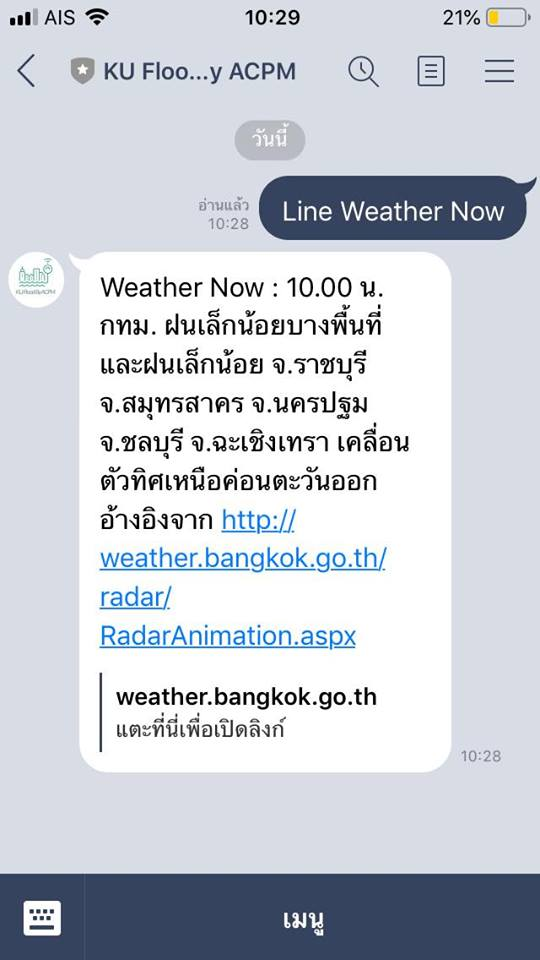 AIS 10:29 21%
KU Floo...y ACPM
วันนี้
อ่านแล้ว
10:28
Line Weather Now
KUFloodByACPM
Weather Now : 10.00 น.
กทม. ฝนเล็กน้อยบางพื้นที่
และฝนเล็กน้อย จ.ราชบุรี
จ.สมุทรสาคร จ.นครปฐม
จ.ชลบุรี จ.ฉะเชิงเทรา เคลื่อน
ตัวทิศเหนือค่อนตะวันออก
อ้างอิงจาก http://
weather.bangkok.go.th/
radar/
RadarAnimation.aspx
weather.bangkok.go.th
แตะที่นี่เพื่อเปิดลิงก์
10:28
เมนู